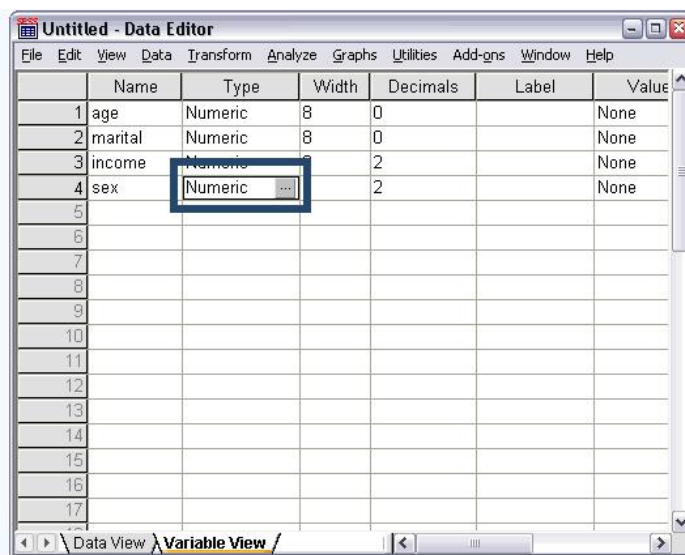 Untitled - Data Editor
File Edit View Data Transform Analyze Graphs Utilities Add-ons Window Help
Name Type Width Decimals Label Value
1 age Numeric 8 0 None
2 marital Numeric 8 0 None
3 income Numeric 2 None
4 sex Numeric ... 2 None
5
6
7
8
9
10
11
12
13
14
15
16
17
Data View Variable View